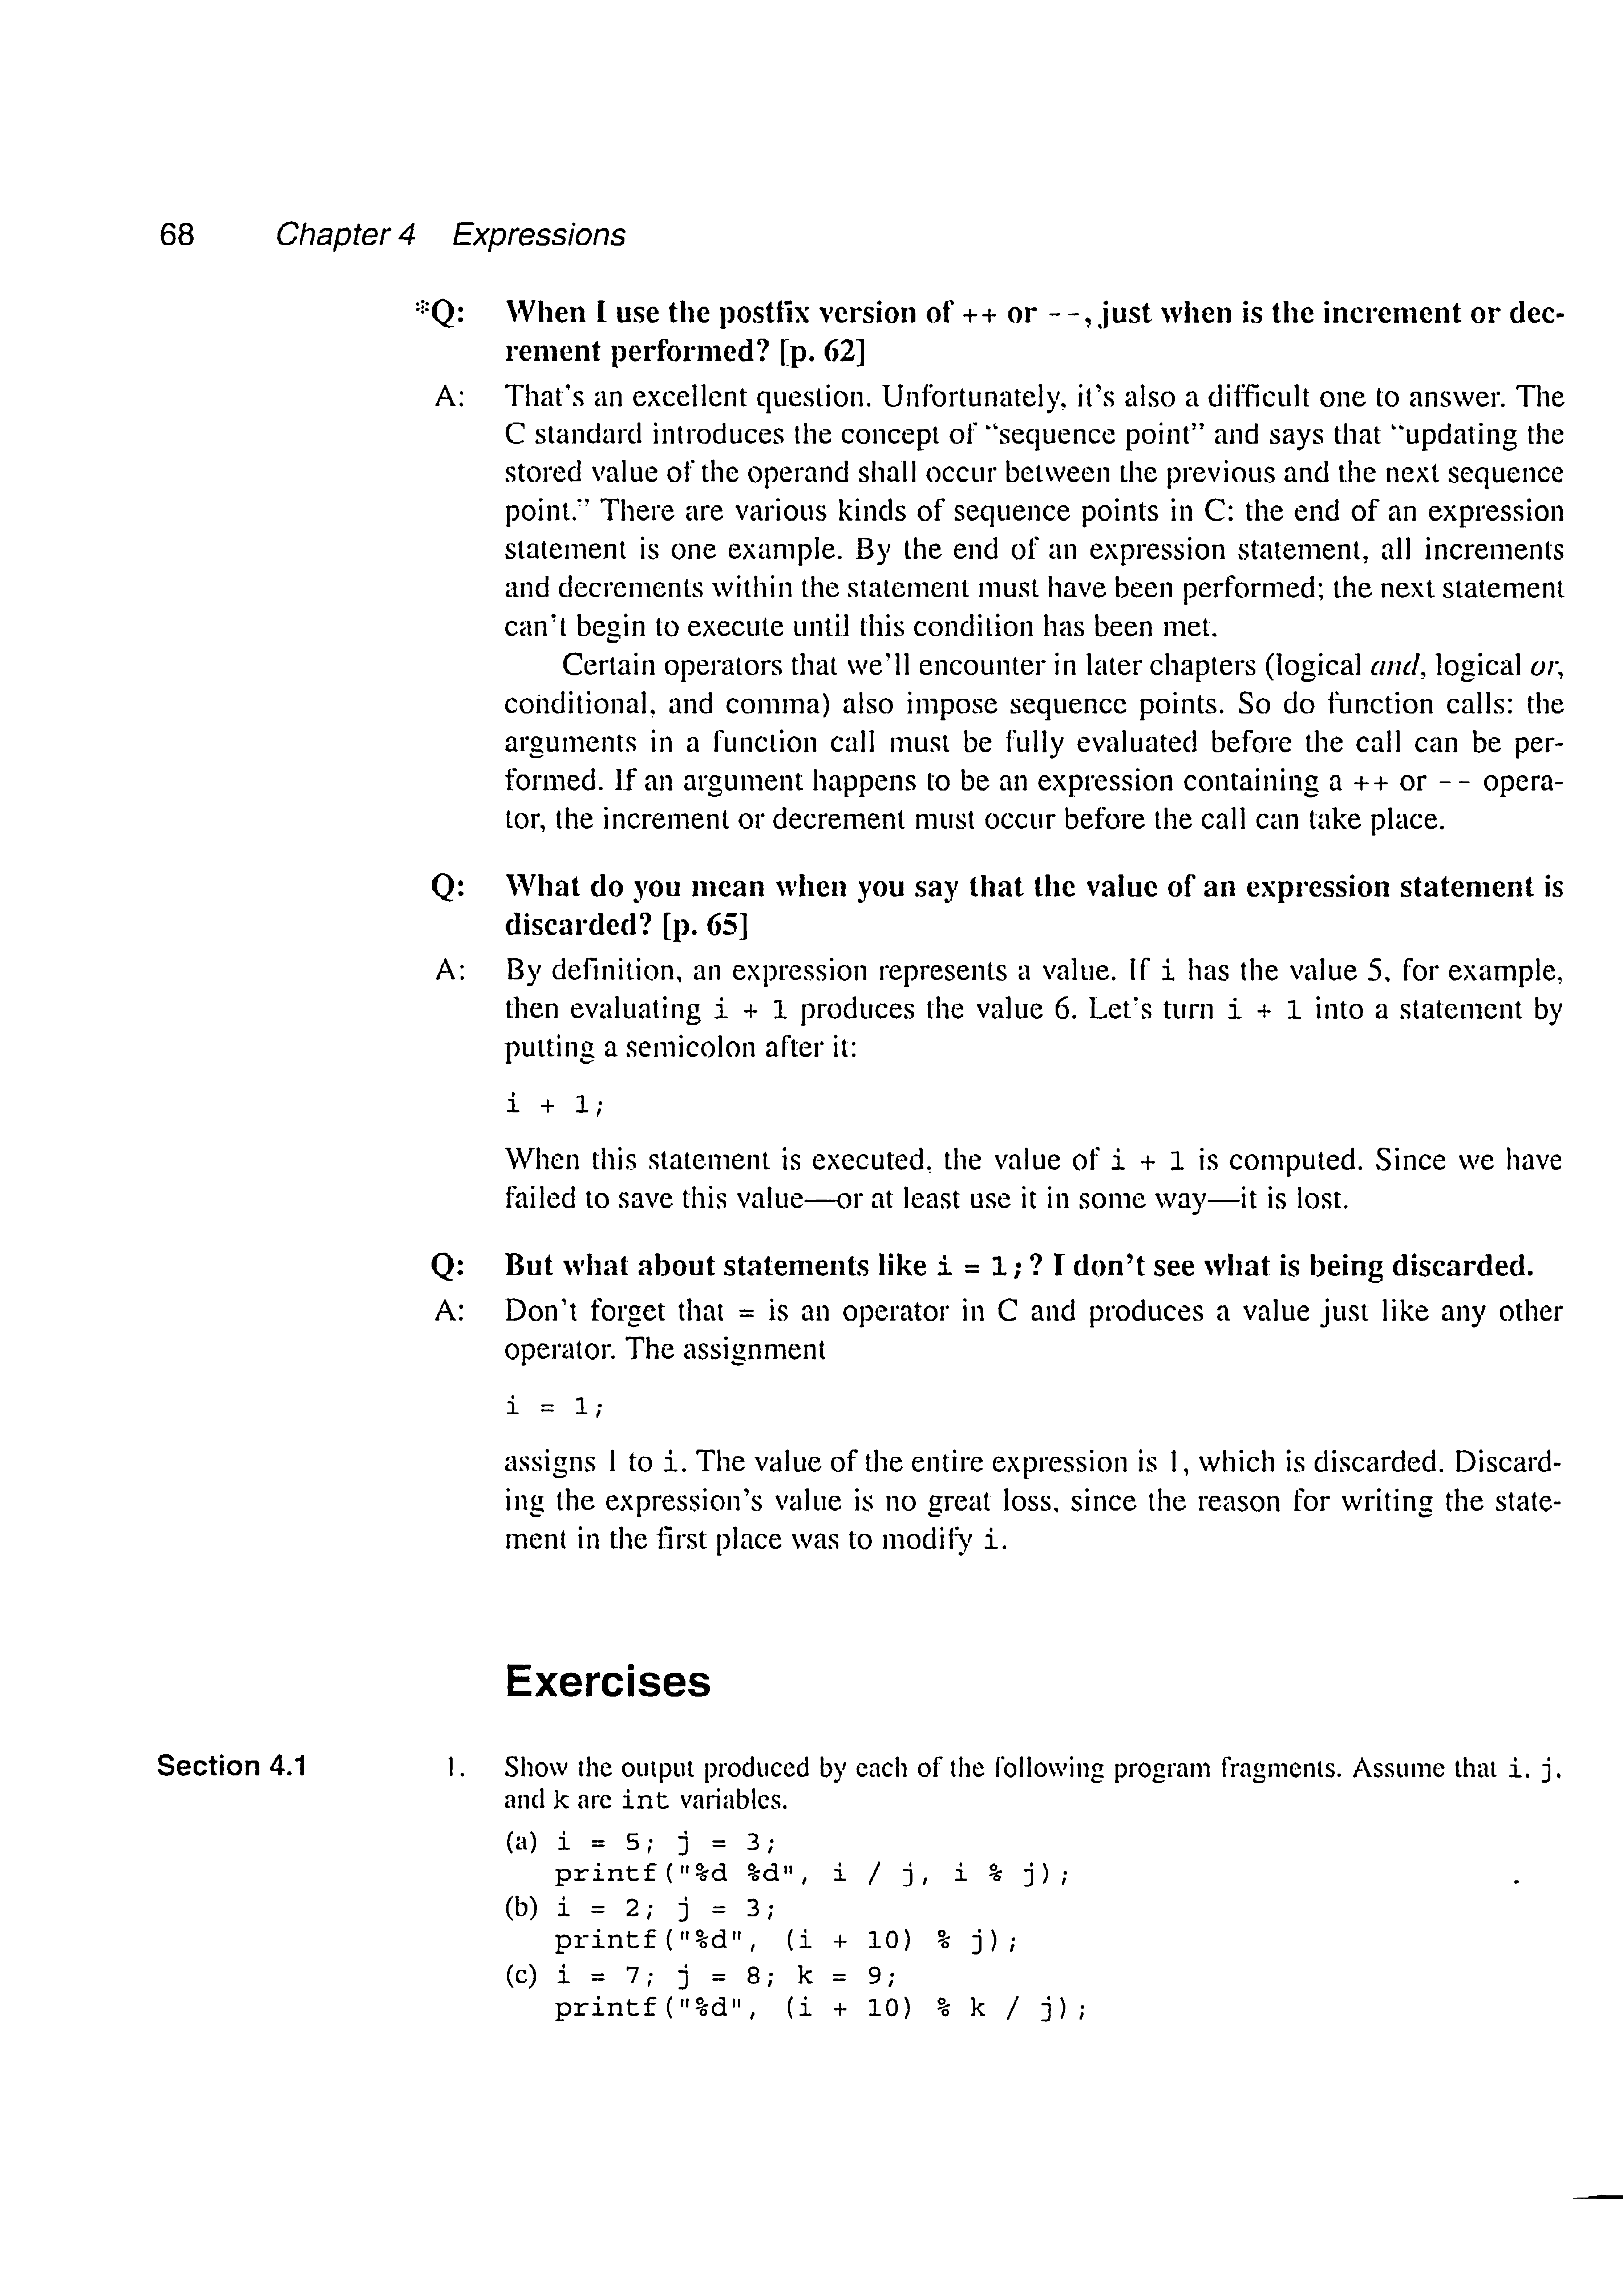 68 Chapter 4 Expressions
*Q: When I use the postfix version of ++ or --, just when is the increment or dec-
rement performed? [p. 62]
A: That's an excellent question. Unfortunately, it's also a difficult one to answer. The
C standard introduces the concept of "sequence point" and says that "updating the
stored value of the operand shall occur between the previous and the next sequence
point." There are various kinds of sequence points in C: the end of an expression
statement is one example. By the end of an expression statement, all increments
and decrements within the statement must have been performed; the next statement
can't begin to execute until this condition has been met.
Certain operators that we'll encounter in later chapters (logical and, logical or,
conditional, and comma) also impose sequence points. So do function calls: the
arguments in a function call must be fully evaluated before the call can be per-
formed. If an argument happens to be an expression containing a ++ or -- opera-
tor, the increment or decrement must occur before the call can take place.
Q: What do you mean when you say that the value of an expression statement is
discarded? [p. 65]
A: By definition, an expression represents a value. If i has the value 5, for example,
then evaluating i + 1 produces the value 6. Let's turn i + 1 into a statement by
putting a semicolon after it:
i + 1;
When this statement is executed, the value of i + 1 is computed. Since we have
failed to save this value—or at least use it in some way—it is lost.
Q: But what about statements like i = 1;? I don't see what is being discarded.
A: Don't forget that = is an operator in C and produces a value just like any other
operator. The assignment
i = 1;
assigns 1 to i. The value of the entire expression is 1, which is discarded. Discard-
ing the expression's value is no great loss, since the reason for writing the state-
ment in the first place was to modify i.
Exercises
Section 4.1 1. Show the output produced by each of the following program fragments. Assume that i, j,
and k are int variables.
(a) i = 5; j = 3;
printf("%d %d", i / j, i % j);
(b) i = 2; j = 3;
printf("%d", (i + 10) % j);
(c) i = 7; j = 8; k = 9;
printf("%d", (i + 10) % k / j);